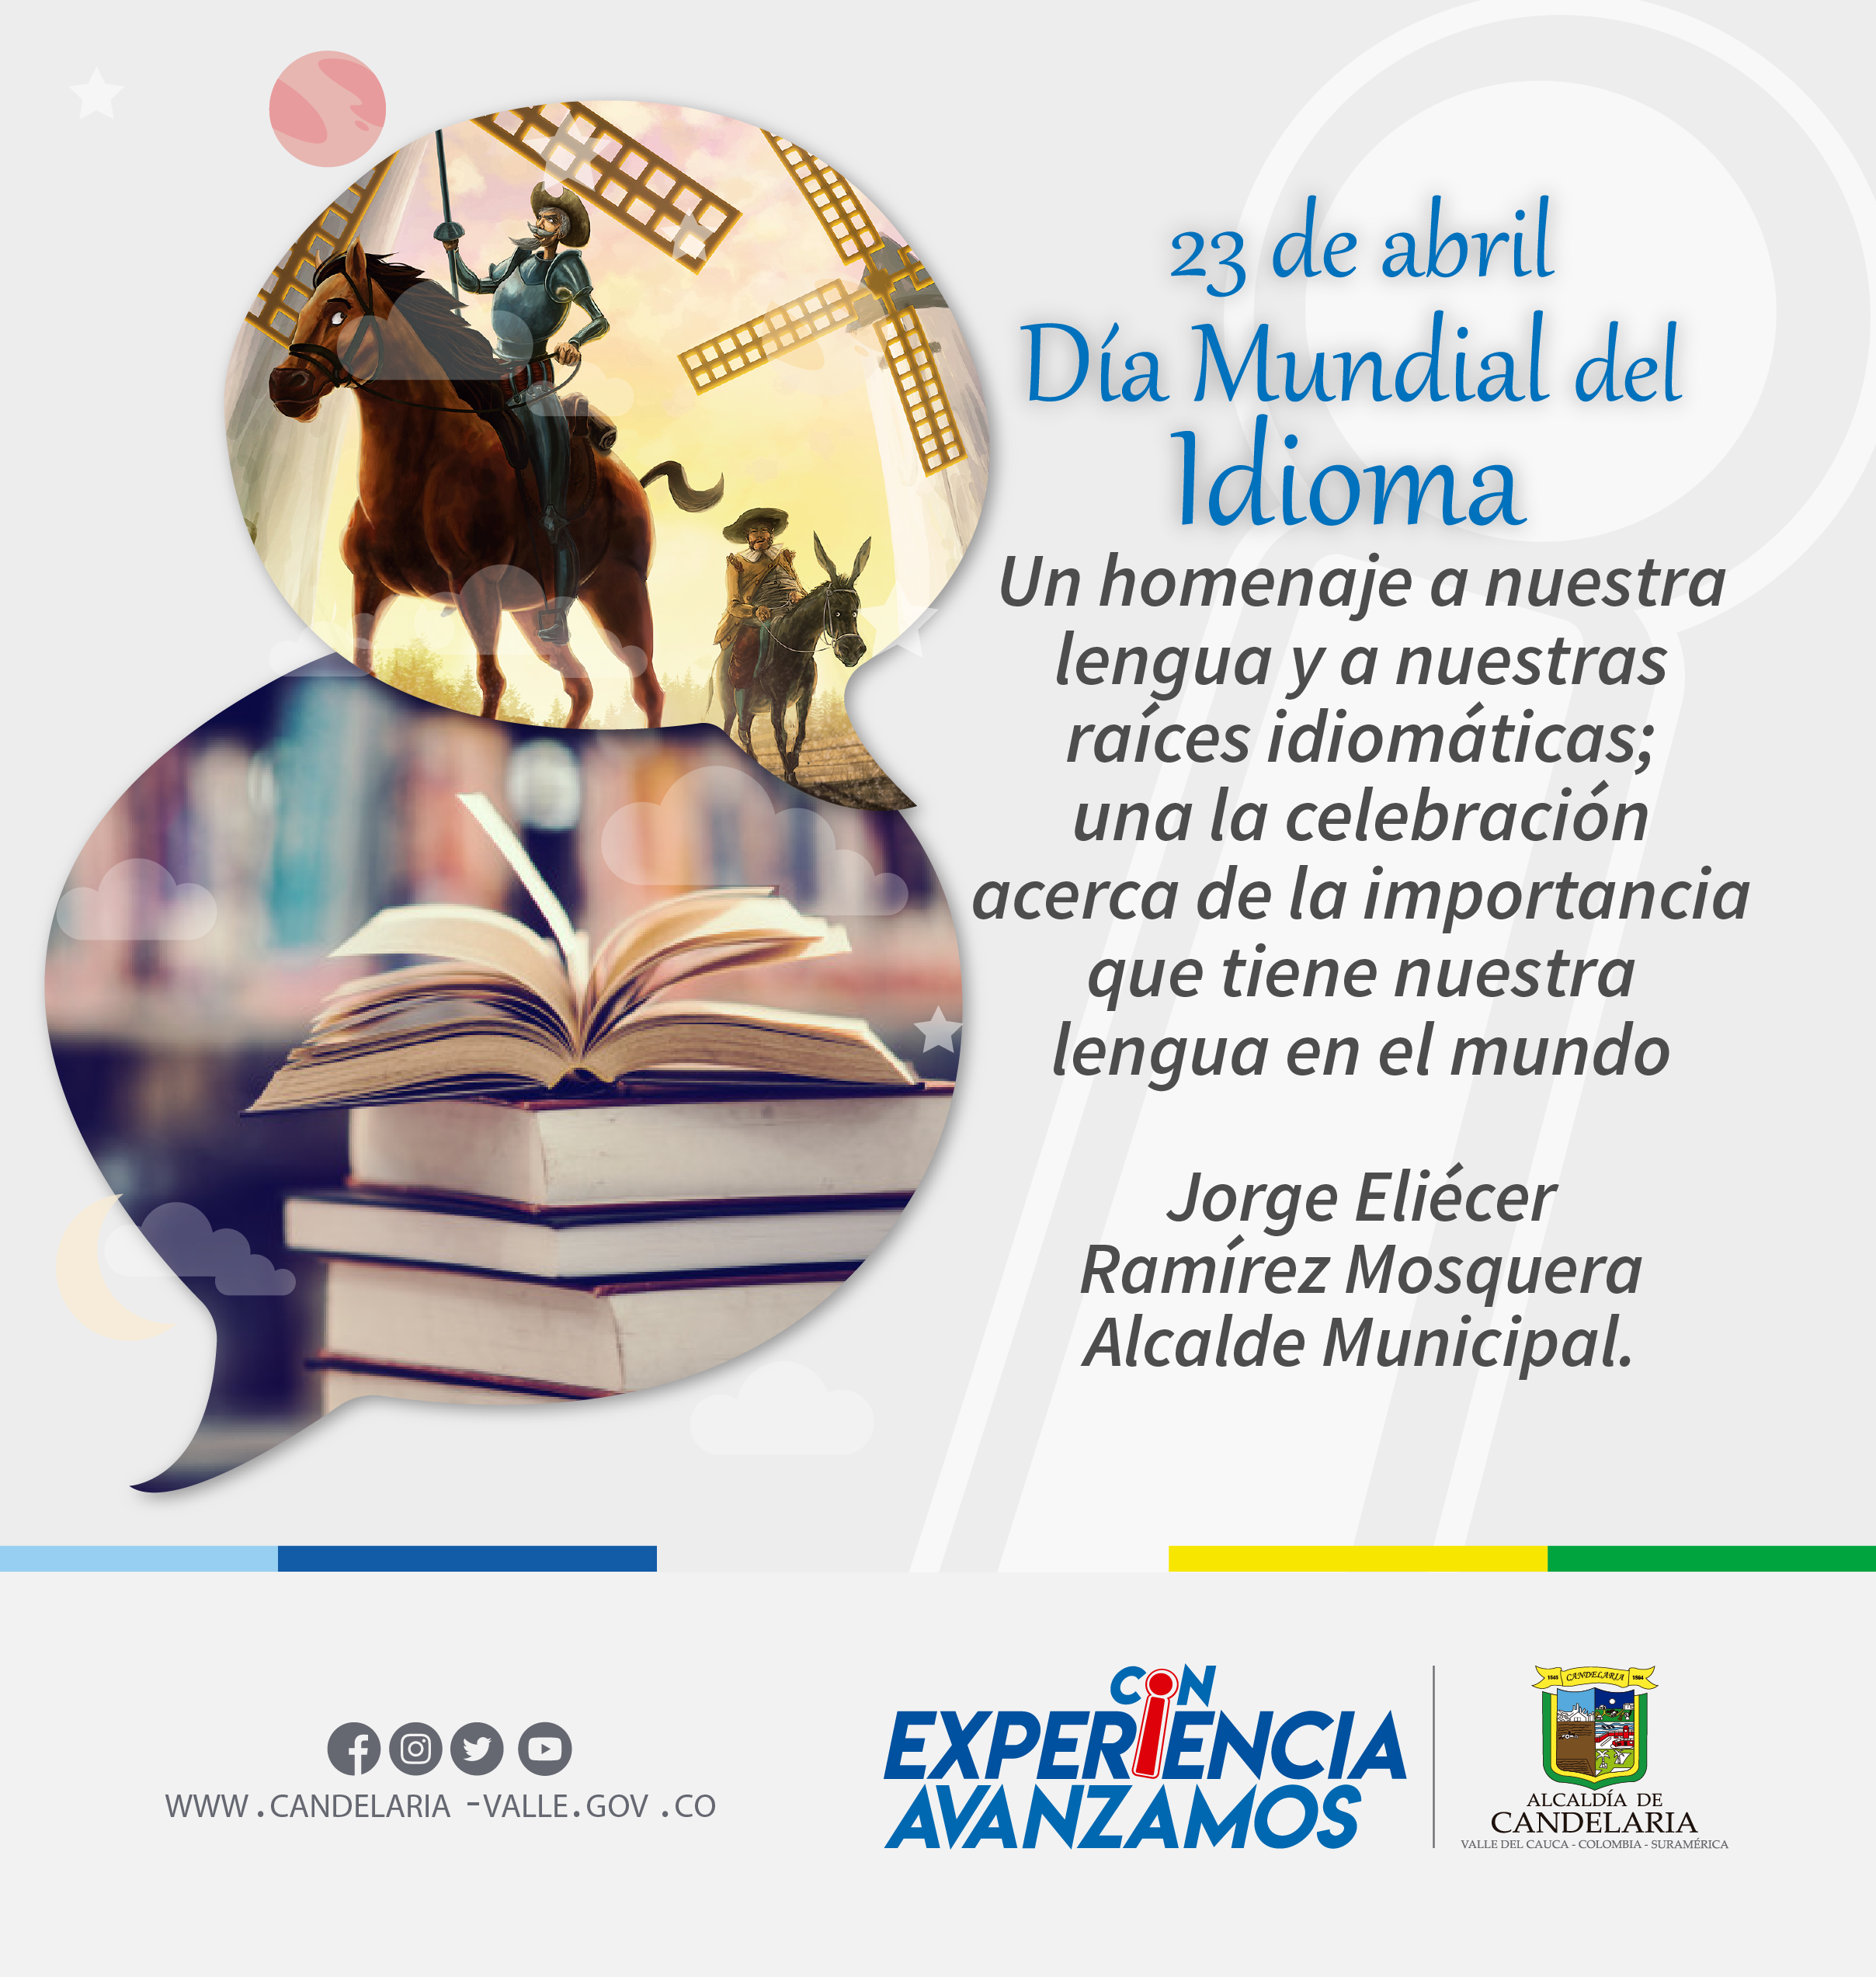 23 de abril
Día Mundial del
Idioma
Un homenaje a nuestra
lengua y a nuestras
raíces idiomáticas;
una la celebración
acerca de la importancia
que tiene nuestra
lengua en el mundo
Jorge Eliécer
Ramírez Mosquera
Alcalde Municipal.
WWW.CANDELARIA-VALLE.GOV.CO
CON
EXPERIENCIA
AVANZAMOS
1545 CANDELARIA 1864
ALCALDÍA DE
CANDELARIA
VALLE DEL CAUCA - COLOMBIA - SURAMÉRICA